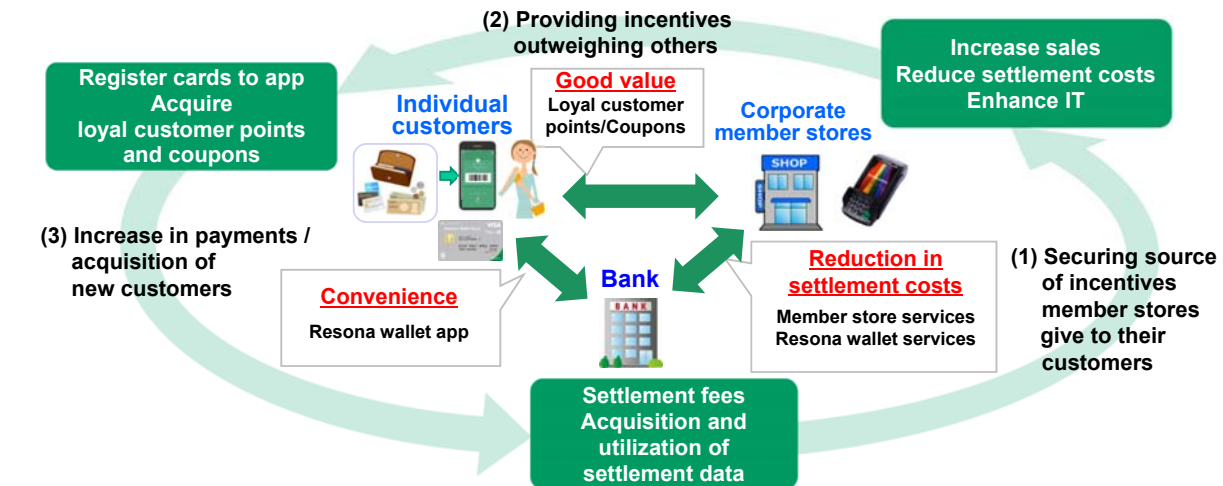 (2) Providing incentives
outweighing others
Register cards to app
Acquire
loyal customer points
and coupons
Increase sales
Reduce settlement costs
Enhance IT
Individual
customers
Good value
Loyal customer
points/Coupons
Corporate
member stores
SHOP
SHOP
VISA
(3) Increase in payments /
acquisition of
new customers
Convenience
Resona wallet app
Bank
BANK
Reduction in
settlement costs
Member store services
Resona wallet services
(1) Securing source
of incentives
member stores
give to their
customers
Settlement fees
Acquisition and
utilization of
settlement data